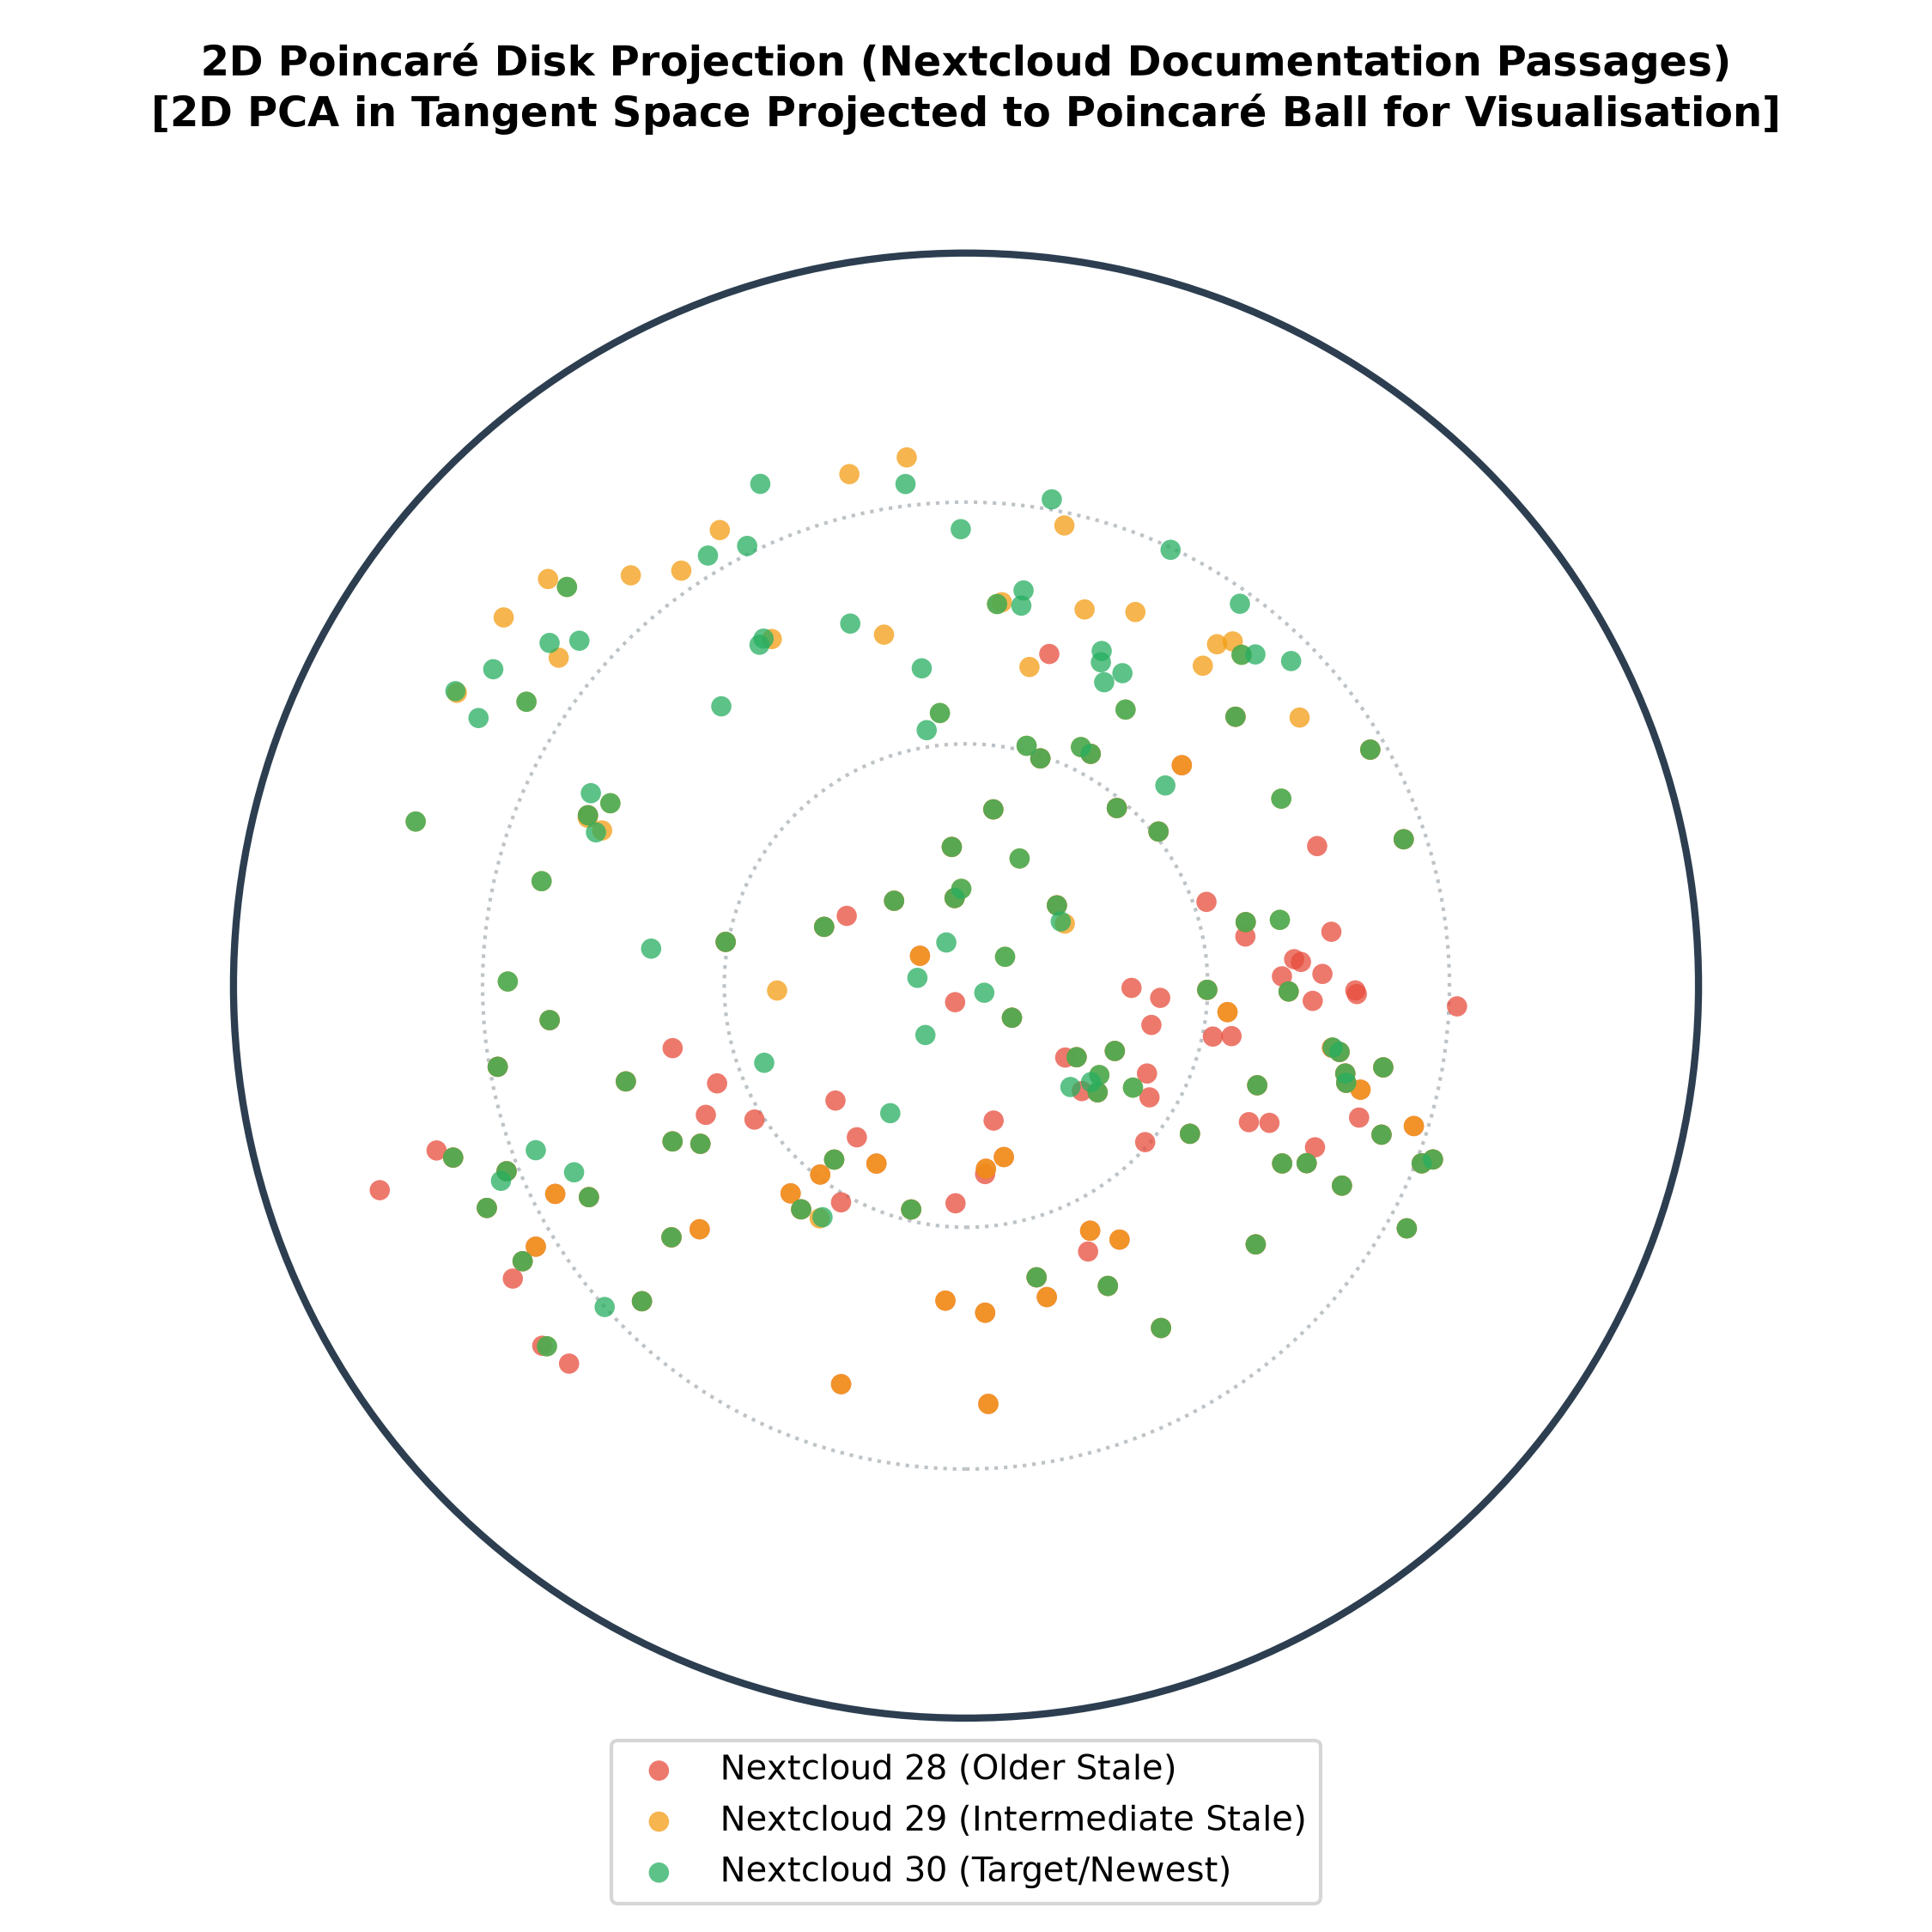 2D Poincaré Disk Projection (Nextcloud Documentation Passages)
[2D PCA in Tangent Space Projected to Poincaré Ball for Visualisation]
Nextcloud 28 (Older Stale)
Nextcloud 29 (Intermediate Stale)
Nextcloud 30 (Target/Newest)